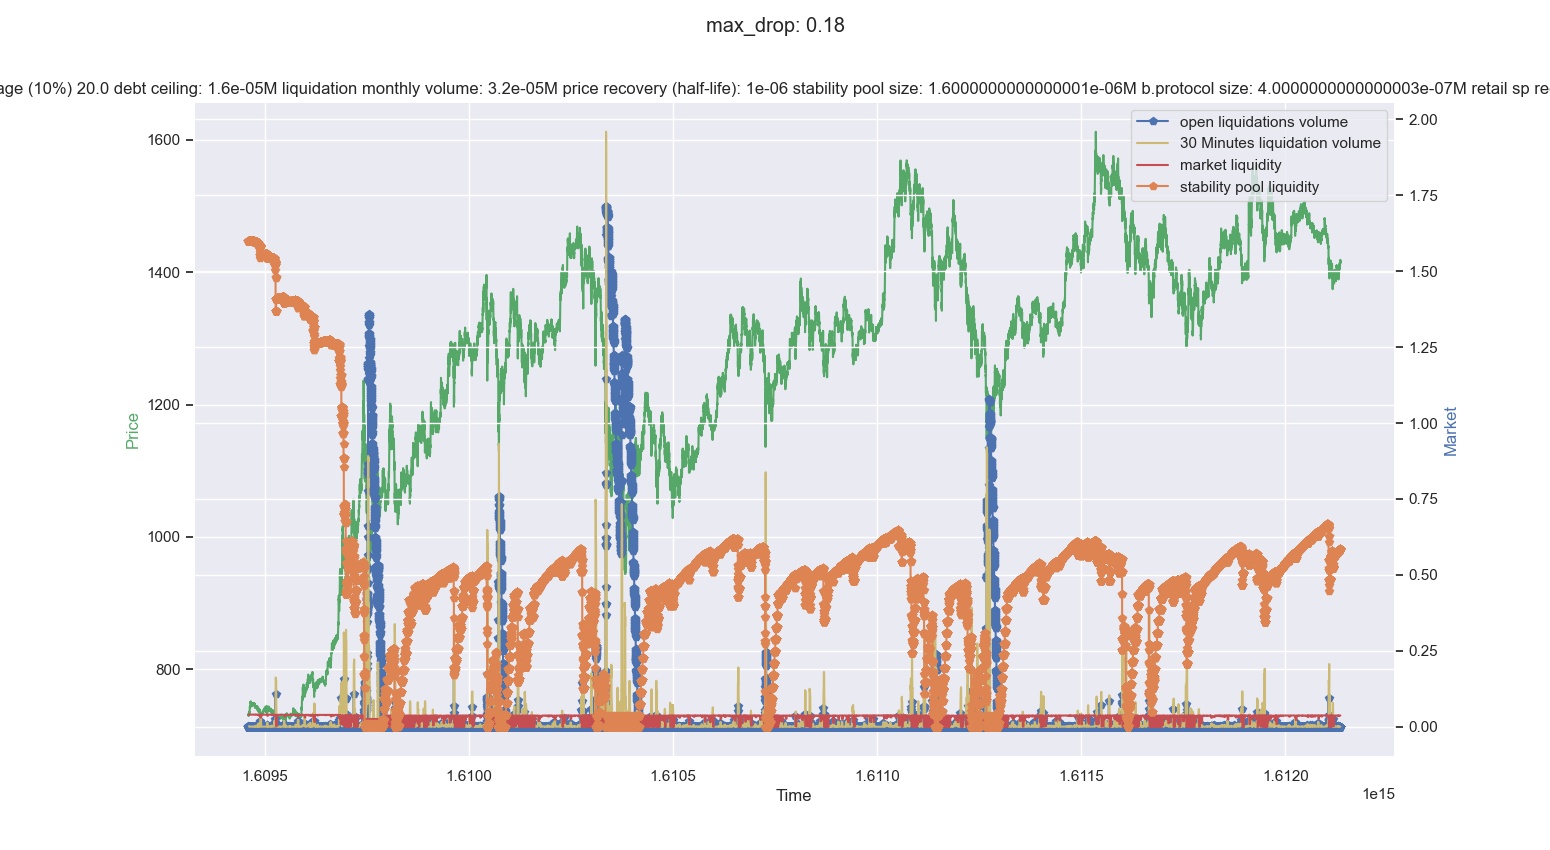 max_drop: 0.18
age (10%) 20.0 debt ceiling: 1.6e-05M liquidation monthly volume: 3.2e-05M price recovery (half-life): 1e-06 stability pool size: 1.6000000000000001e-06M b.protocol size: 4.0000000000000003e-07M retail sp re
open liquidations volume
30 Minutes liquidation volume
market liquidity
stability pool liquidity
1600
1400
1200
1000
800
Price
2.00
1.75
1.50
1.25
1.00
0.75
0.50
0.25
0.00
Market
1.6095
1.6100
1.6105
1.6110
1.6115
1.6120
1e15
Time